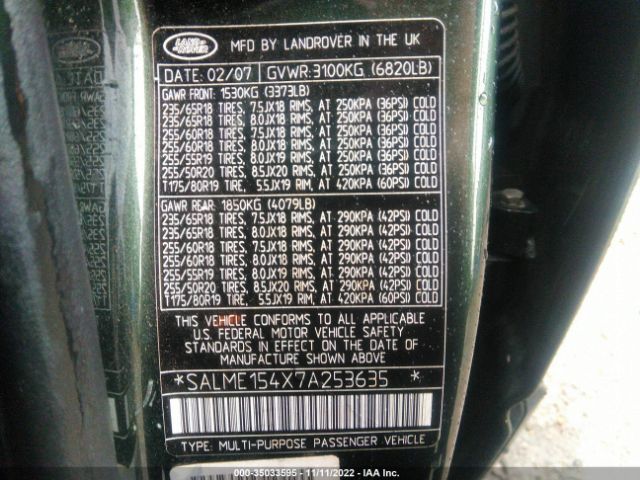 LAND
ROVER
MFD BY LANDROVER IN THE UK
DATE: 02/07 GVWR: 3100KG (6820LB)
GAWR FRONT: 1530KG (3373LB)
235/65R18 TIRES, 7.5JX18 RIMS, AT 250KPA (36PSI) COLD
235/65R18 TIRES, 8.0JX18 RIMS, AT 250KPA (36PSI) COLD
255/60R18 TIRES, 7.5JX18 RIMS, AT 250KPA (36PSI) COLD
255/60R18 TIRES, 8.0JX18 RIMS, AT 250KPA (36PSI) COLD
255/55R19 TIRES, 8.0JX19 RIMS, AT 250KPA (36PSI) COLD
255/50R20 TIRES, 8.5JX20 RIMS, AT 250KPA (36PSI) COLD
T175/80R19 TIRE, 5.5JX19 RIM, AT 420KPA (60PSI) COLD
GAWR REAR: 1850KG (4079LB)
235/65R18 TIRES, 7.5JX18 RIMS, AT 290KPA (42PSI) COLD
235/65R18 TIRES, 8.0JX18 RIMS, AT 290KPA (42PSI) COLD
255/60R18 TIRES, 7.5JX18 RIMS, AT 290KPA (42PSI) COLD
255/60R18 TIRES, 8.0JX18 RIMS, AT 290KPA (42PSI) COLD
255/55R19 TIRES, 8.0JX19 RIMS, AT 290KPA (42PSI) COLD
255/50R20 TIRES, 8.5JX20 RIMS, AT 290KPA (42PSI) COLD
T175/80R19 TIRE, 5.5JX19 RIM, AT 420KPA (60PSI) COLD
THIS VEHICLE CONFORMS TO ALL APPLICABLE
U.S. FEDERAL MOTOR VEHICLE SAFETY
STANDARDS IN EFFECT ON THE DATE OF
MANUFACTURE SHOWN ABOVE
*SALME154X7A253635 *
TYPE: MULTI-PURPOSE PASSENGER VEHICLE
000-35033595 - 11/11/2022 - IAA Inc.